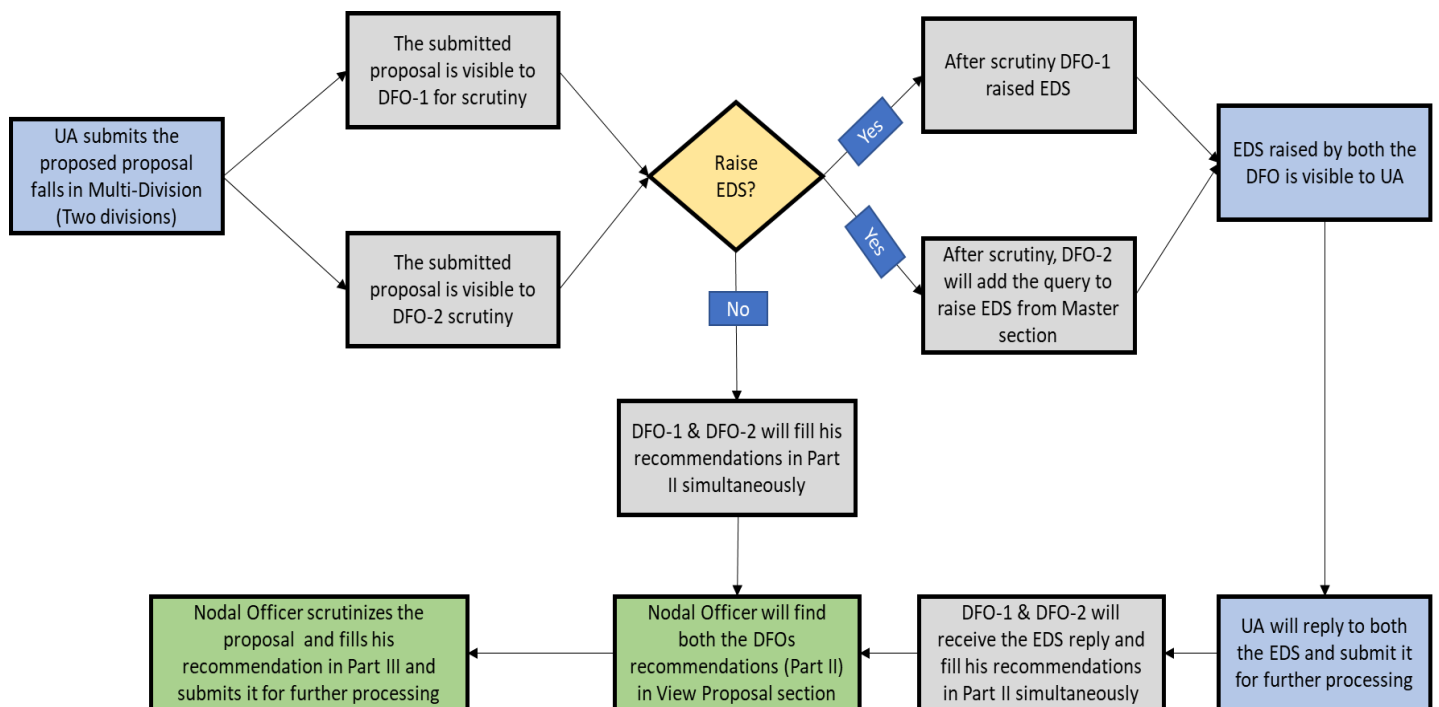 UA submits the
proposed proposal
falls in Multi-Division
(Two divisions)
The submitted
proposal is visible to
DFO-1 for scrutiny
The submitted
proposal is visible to
DFO-2 scrutiny
Raise
EDS?
Yes
Yes
No
After scrutiny DFO-1
raised EDS
After scrutiny, DFO-2
will add the query to
raise EDS from Master
section
EDS raised by both the
DFO is visible to UA
DFO-1 & DFO-2 will fill his
recommendations in Part
II simultaneously
UA will reply to both
the EDS and submit it
for further processing
DFO-1 & DFO-2 will
receive the EDS reply and
fill his recommendations
in Part II simultaneously
Nodal Officer will find
both the DFOs
recommendations (Part II)
in View Proposal section
Nodal Officer scrutinizes the
proposal and fills his
recommendation in Part III and
submits it for further processing